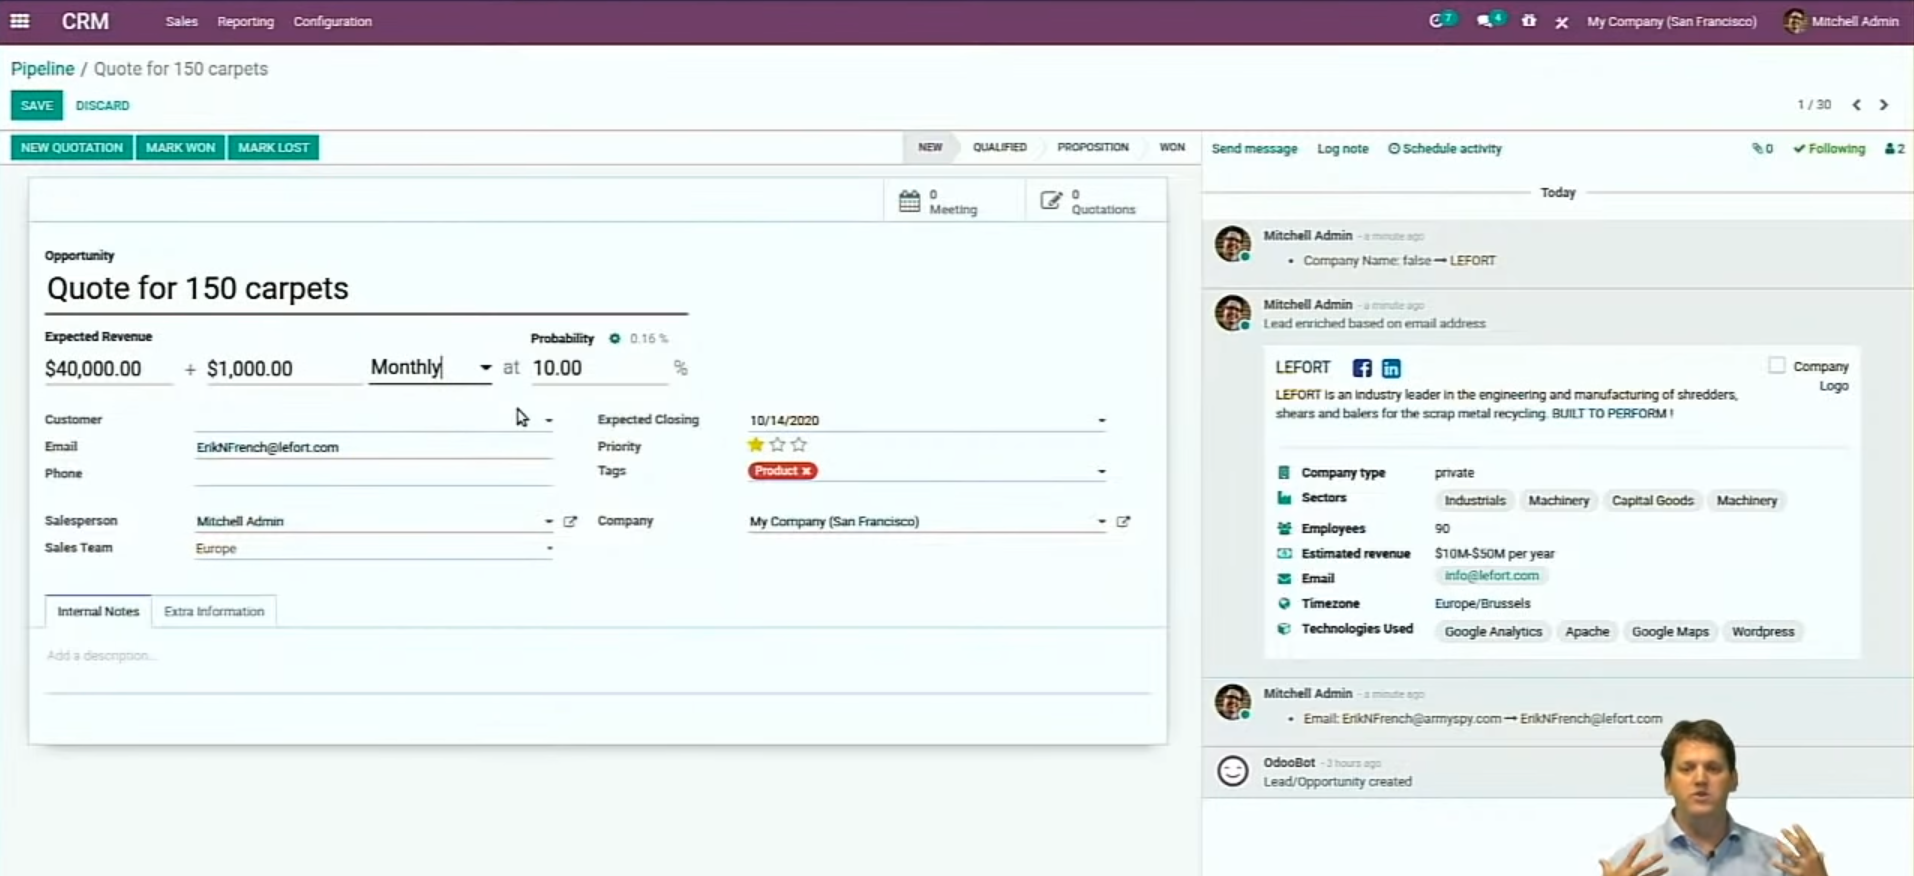 CRM Sales Reporting Configuration 7 4 My Company (San Francisco) Mitchell Admin
Pipeline / Quote for 150 carpets
SAVE DISCARD 1 / 30
NEW QUOTATION MARK WON MARK LOST NEW QUALIFIED PROPOSITION WON
0 Meeting
0 Quotations
Opportunity
Quote for 150 carpets
Expected Revenue Probability 0.16 %
$40,000.00 + $1,000.00 Monthly at 10.00 %
Customer
Email ErikNFrench@lefort.com
Phone
Expected Closing 10/14/2020
Priority
Tags Product ×
Salesperson Mitchell Admin
Sales Team Europe
Company My Company (San Francisco)
Internal Notes Extra Information
Add a description...
Send message Log note Schedule activity 0 Following 2
Today
Mitchell Admin - a minute ago
• Company Name: false → LEFORT
Mitchell Admin - a minute ago
Lead enriched based on email address
LEFORT f in
Company
Logo
LEFORT is an industry leader in the engineering and manufacturing of shredders,
shears and balers for the scrap metal recycling. BUILT TO PERFORM !
Company type private
Sectors Industrials Machinery Capital Goods Machinery
Employees 90
Estimated revenue $10M-$50M per year
Email info@lefort.com
Timezone Europe/Brussels
Technologies Used Google Analytics Apache Google Maps Wordpress
Mitchell Admin - a minute ago
• Email: ErikNFrench@armyspy.com → ErikNFrench@lefort.com
OdooBot - 3 hours ago
Lead/Opportunity created